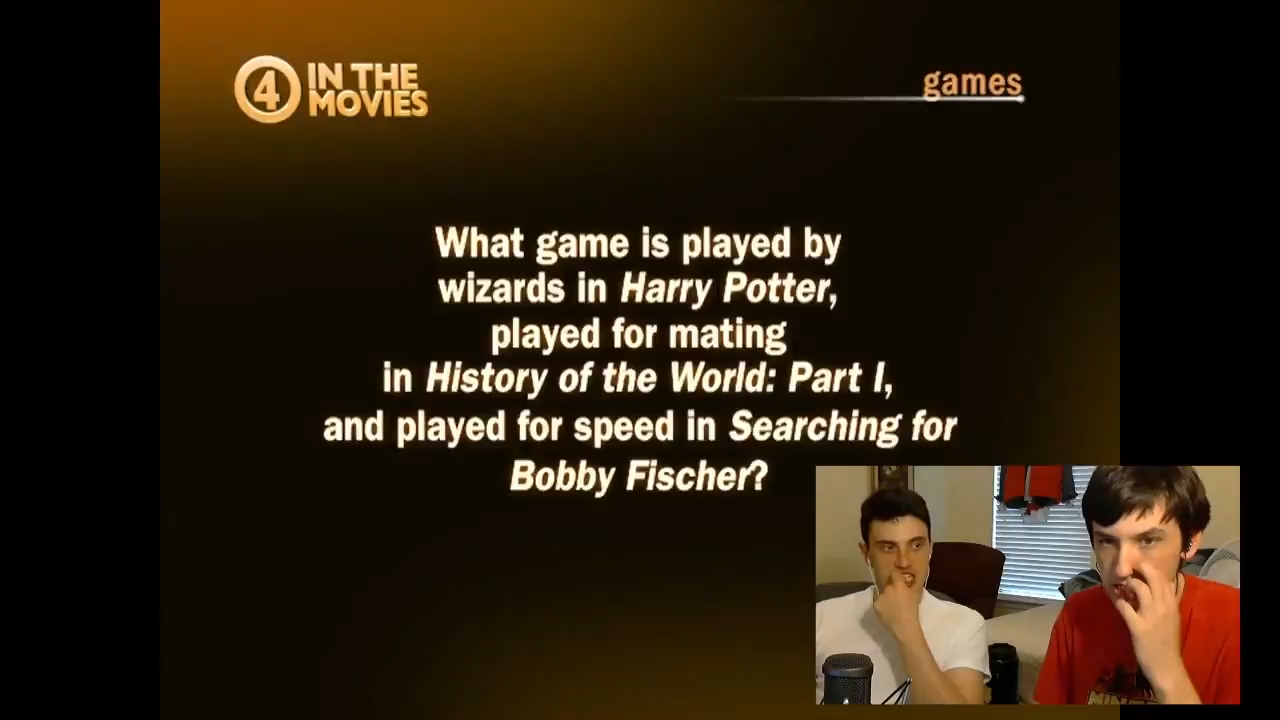 4 IN THE
MOVIES
games
What game is played by
wizards in Harry Potter,
played for mating
in History of the World: Part I,
and played for speed in Searching for
Bobby Fischer?